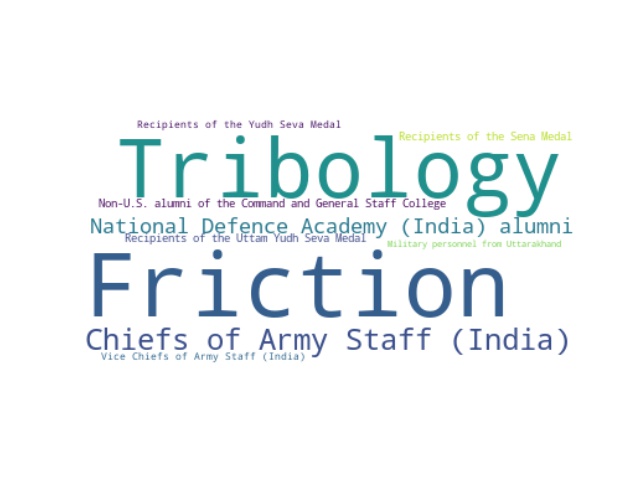 Recipients of the Yudh Seva Medal
Recipients of the Sena Medal
Tribology
Non-U.S. alumni of the Command and General Staff College
National Defence Academy (India) alumni
Recipients of the Uttam Yudh Seva Medal
Military personnel from Uttarakhand
Friction
Chiefs of Army Staff (India)
Vice Chiefs of Army Staff (India)